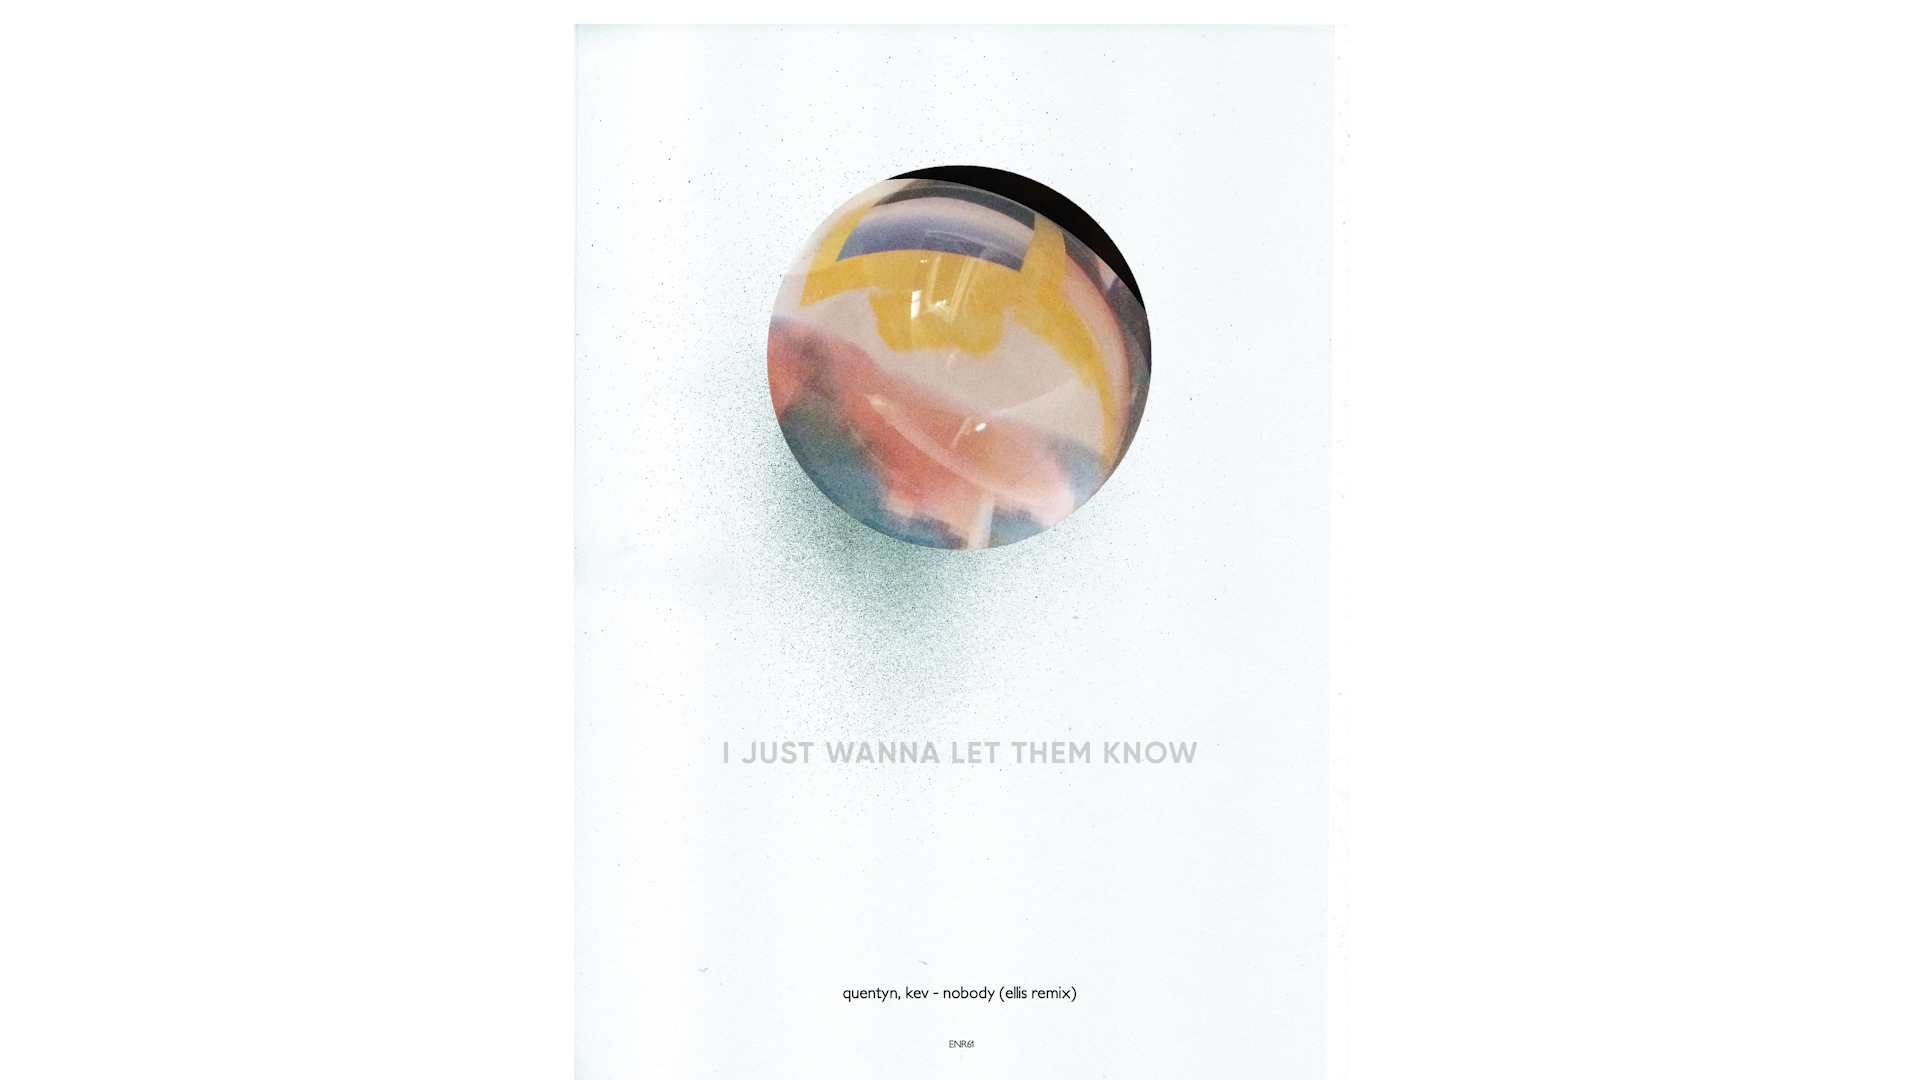 I JUST WANNA LET THEM KNOW
quentyn, kev - nobody (ellis remix)
ENR61